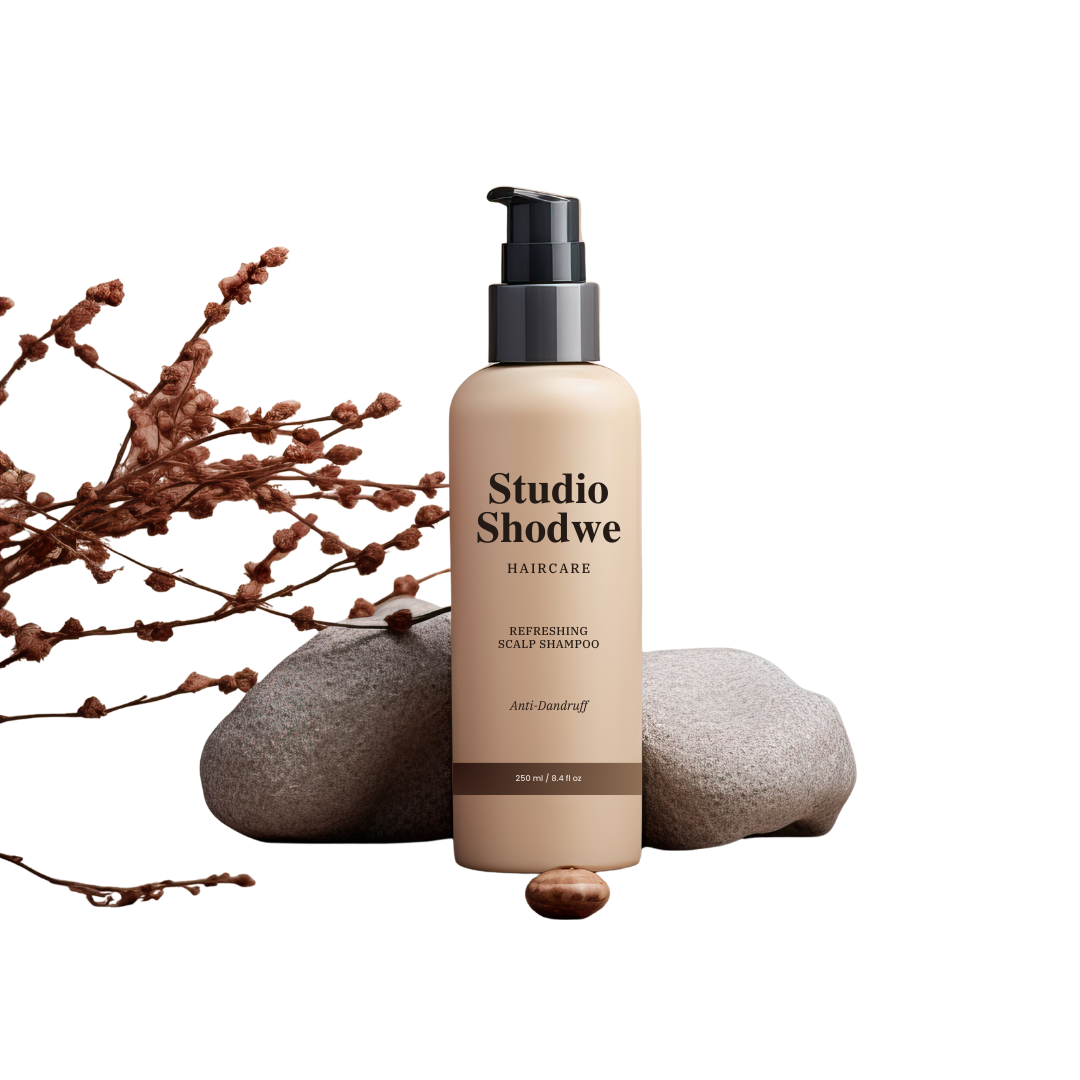 Studio
Shodwe
HAIRCARE
REFRESHING
SCALP SHAMPOO
Anti-Dandruff
250 ml / 8.4 fl oz